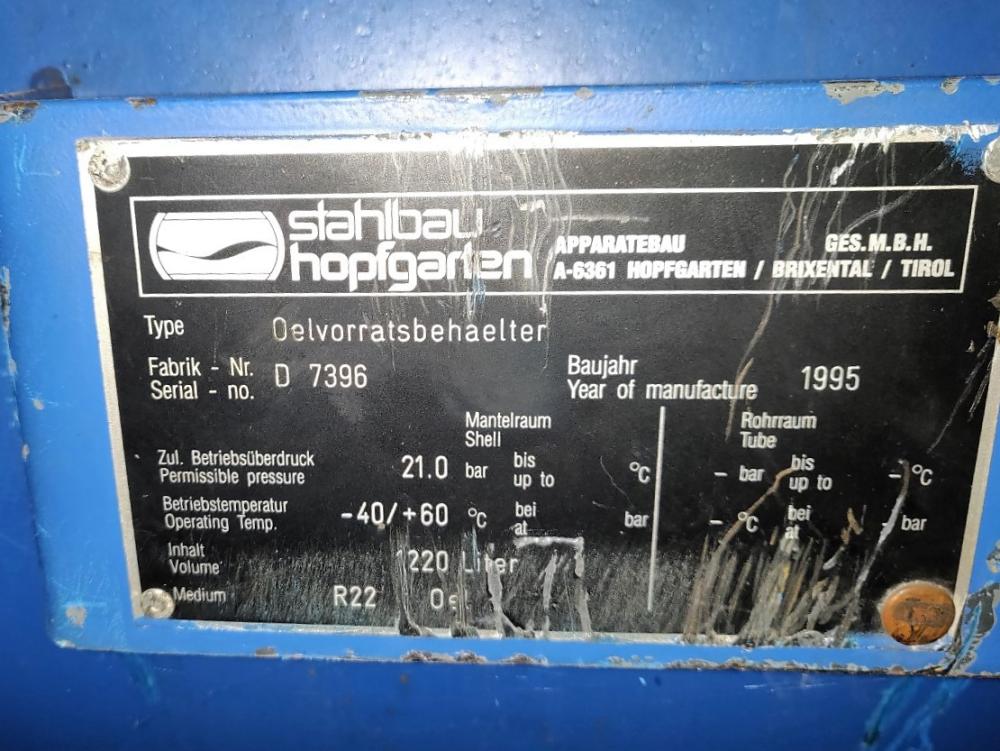 stahlbau
hopfgarten
APPARATEBAU GES.M.B.H.
A-6361 HOPFGARTEN / BRIXENTAL / TIROL
Type Oelvorratsbehaelter
Fabrik - Nr.
Serial - no. D 7396
Baujahr
Year of manufacture 1995
Mantelraum
Shell
Rohrraum
Tube
Zul. Betriebsüberdruck
Permissible pressure 21.0 bar bis
up to °C – bar bis
up to – °C
Betriebstemperatur
Operating Temp. -40/+60 °C bei
at bar – °C bei
at – bar
Inhalt
Volume 1220 Liter
Medium R22 Oel